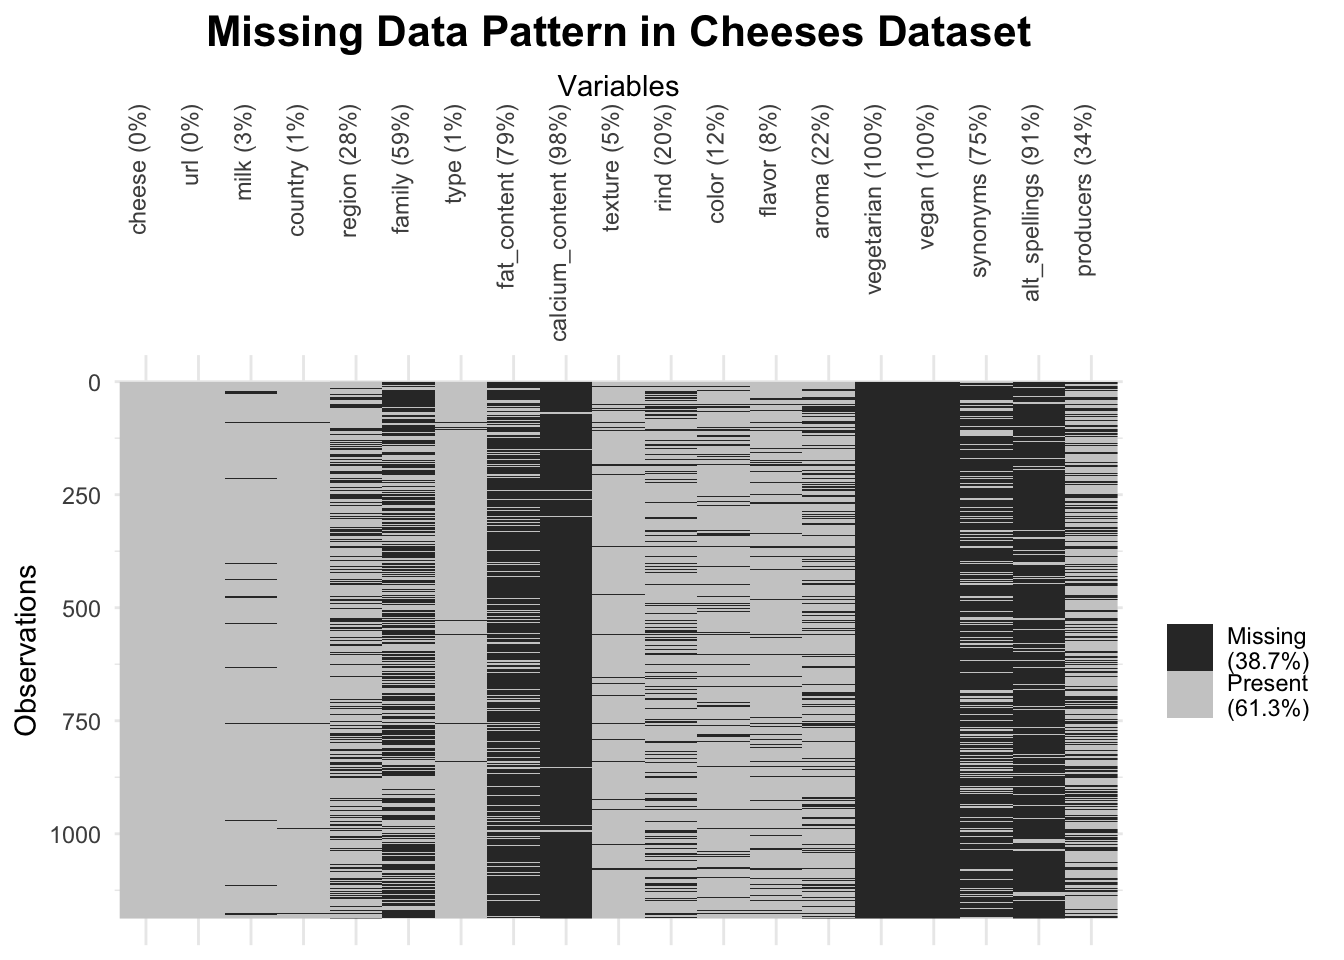 Missing Data Pattern in Cheeses Dataset
Variables
cheese (0%)
url (0%)
milk (3%)
country (1%)
region (28%)
family (59%)
type (1%)
fat_content (79%)
calcium_content (98%)
texture (5%)
rind (20%)
color (12%)
flavor (8%)
aroma (22%)
vegetarian (100%)
vegan (100%)
synonyms (75%)
alt_spellings (91%)
producers (34%)
Observations
0
250
500
750
1000
Missing
(38.7%)
Present
(61.3%)